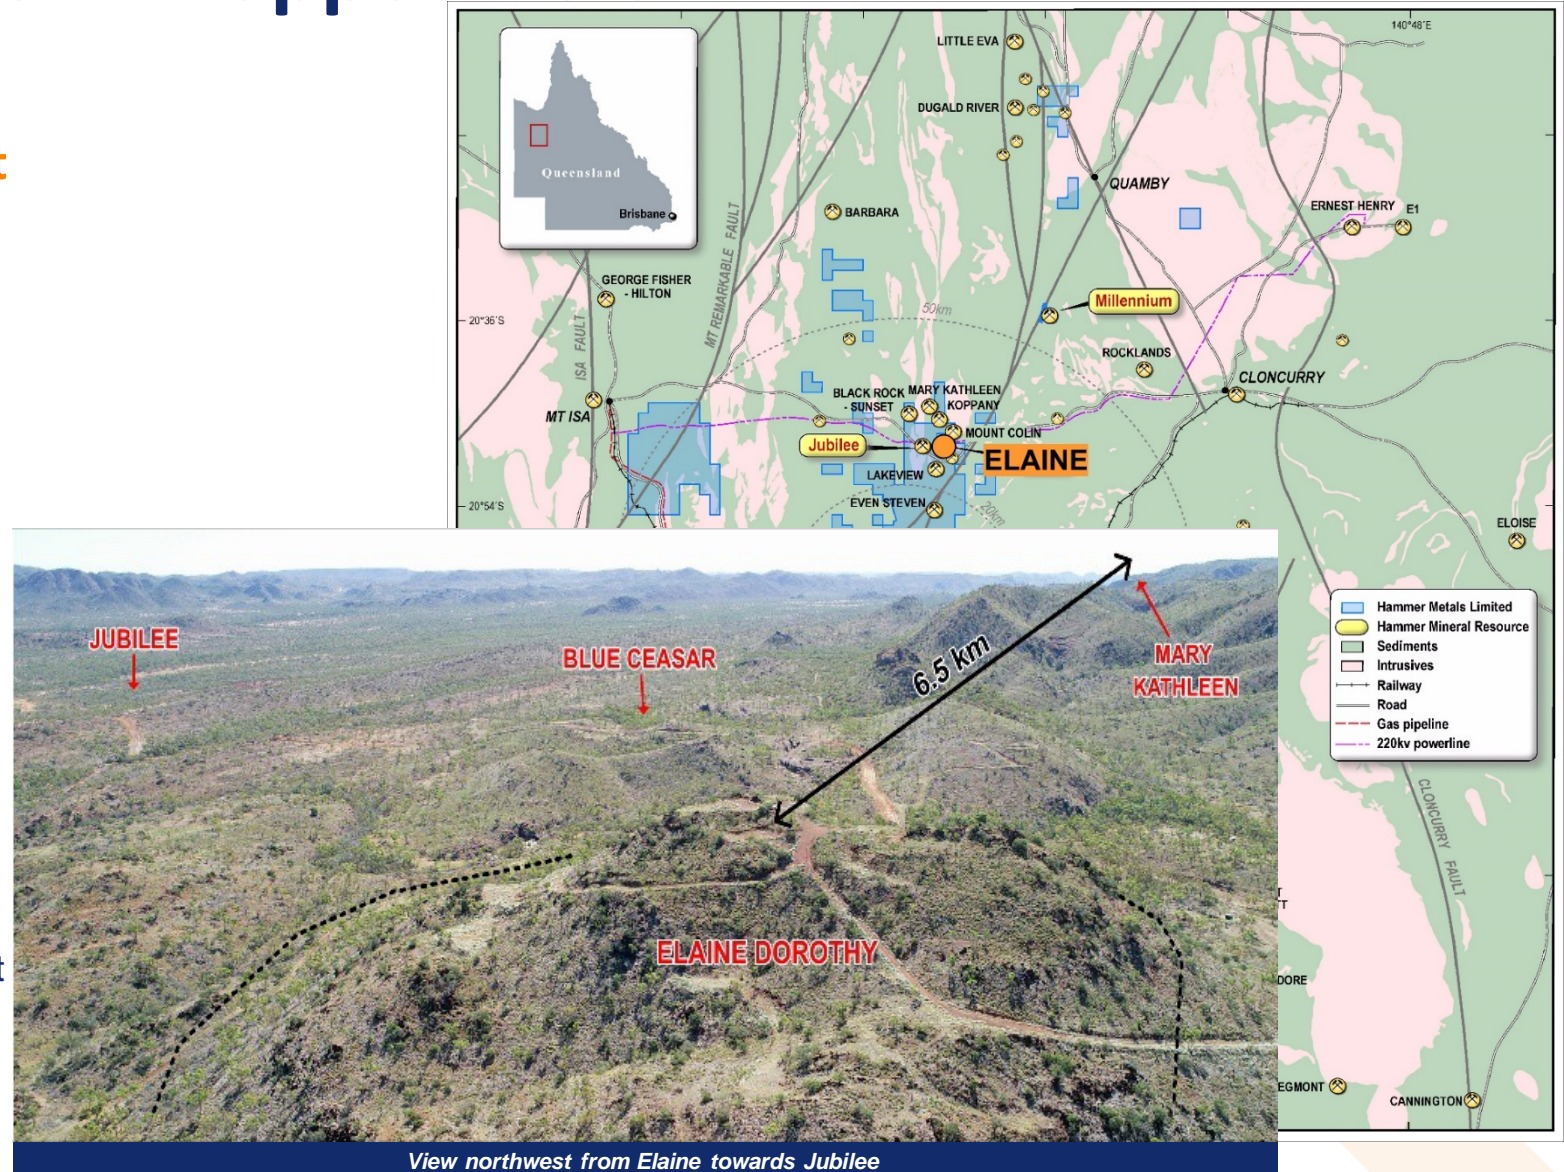 140°48'E
LITTLE EVA
DUGALD RIVER
Queensland
Brisbane
QUAMBY
BARBARA
ERNEST HENRY
E1
MT REMARKABLE FAULT
GEORGE FISHER
- HILTON
Millennium
50km
20°36'S
ISA FAULT
ROCKLANDS
CLONCURRY
BLACK ROCK
- SUNSET
MARY KATHLEEN
KOPPANY
MT ISA
MOUNT COLIN
Jubilee
ELAINE
LAKEVIEW
EVEN STEVEN
20km
20°54'S
ELOISE
Hammer Metals Limited
Hammer Mineral Resource
Sediments
Intrusives
Railway
Road
Gas pipeline
220kv powerline
CLONCURRY FAULT
DORE
EGMONT
CANNINGTON
JUBILEE
BLUE CEASAR
6.5 km
MARY
KATHLEEN
ELAINE DOROTHY
View northwest from Elaine towards Jubilee